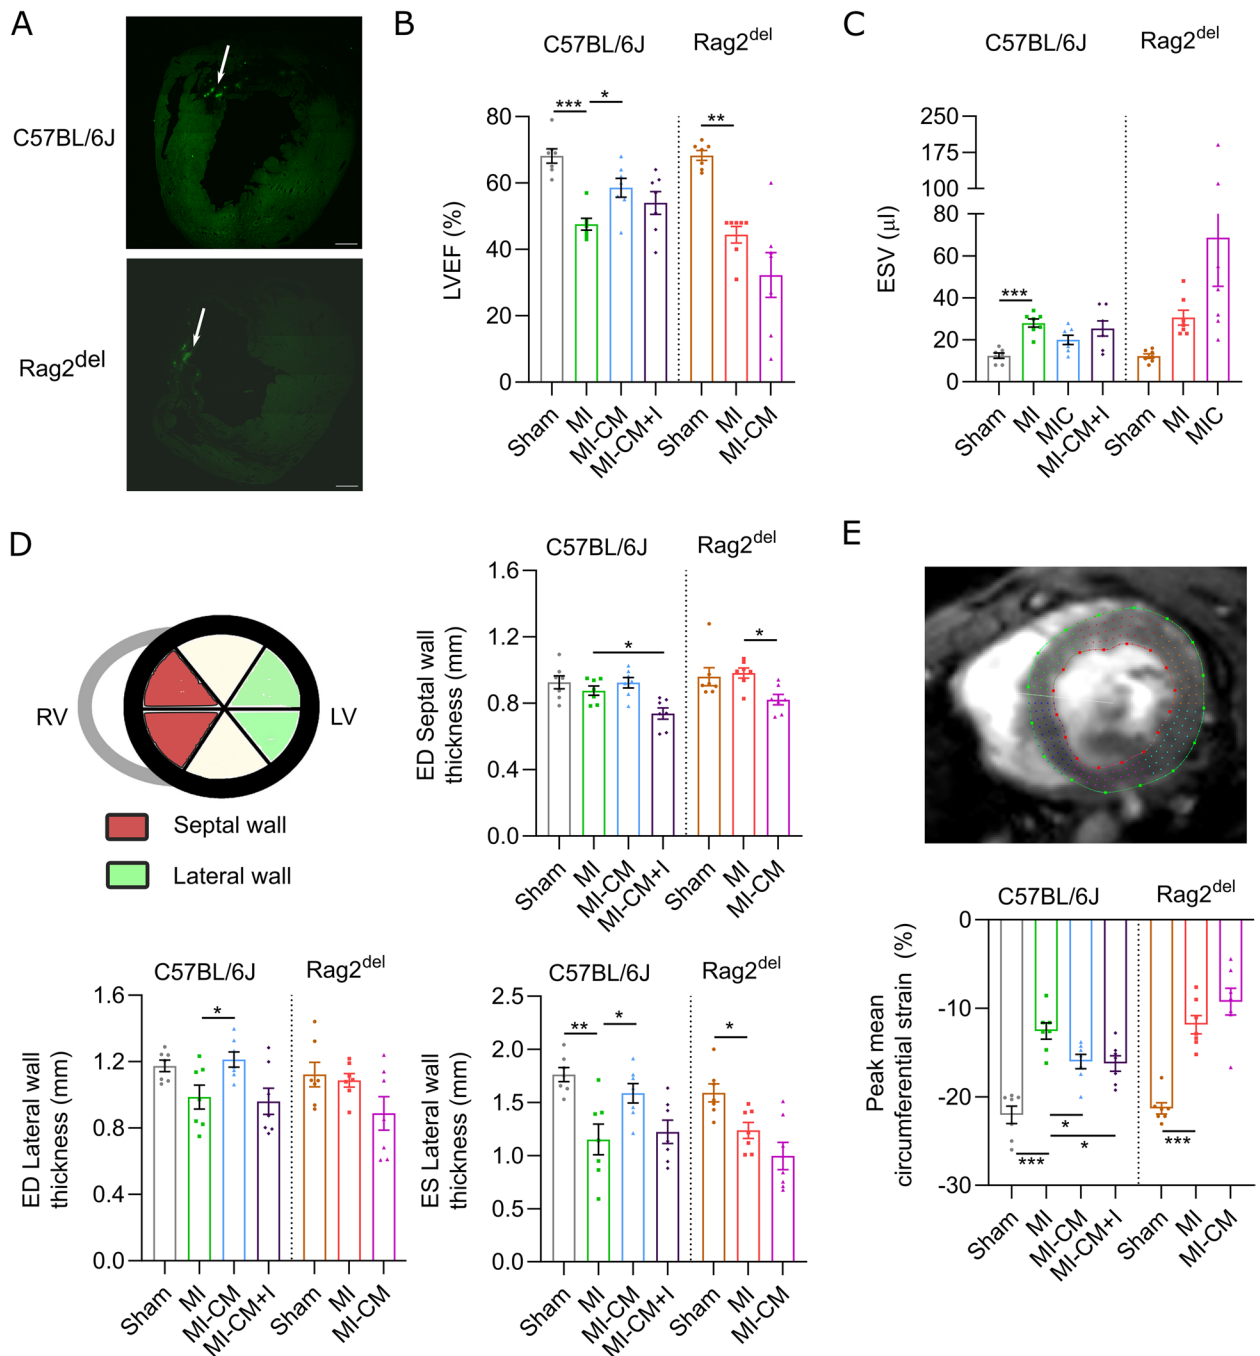 A
C57BL/6J
Rag2del
B
C57BL/6J
Rag2del
LVEF (%)
80
60
40
20
0
***
*
**
Sham
MI
MI-CM
MI-CM+I
Sham
MI
MI-CM
C
C57BL/6J
Rag2del
ESV (µl)
250
175
100
80
60
40
20
0
***
Sham
MI
MIC
MI-CM+I
Sham
MI
MIC
D
RV
LV
Septal wall
Lateral wall
C57BL/6J
Rag2del
ED Septal wall
thickness (mm)
1.6
1.2
0.8
0.4
0.0
*
*
Sham
MI
MI-CM
MI-CM+I
Sham
MI
MI-CM
C57BL/6J
Rag2del
ED Lateral wall
thickness (mm)
1.6
1.2
0.8
0.4
0.0
*
Sham
MI
MI-CM
MI-CM+I
Sham
MI
MI-CM
C57BL/6J
Rag2del
ES Lateral wall
thickness (mm)
2.5
2.0
1.5
1.0
0.5
0.0
**
*
*
Sham
MI
MI-CM
MI-CM+I
Sham
MI
MI-CM
E
C57BL/6J
Rag2del
Peak mean
circumferential strain (%)
0
-10
-20
-30
***
*
*
***
Sham
MI
MI-CM
MI-CM+I
Sham
MI
MI-CM